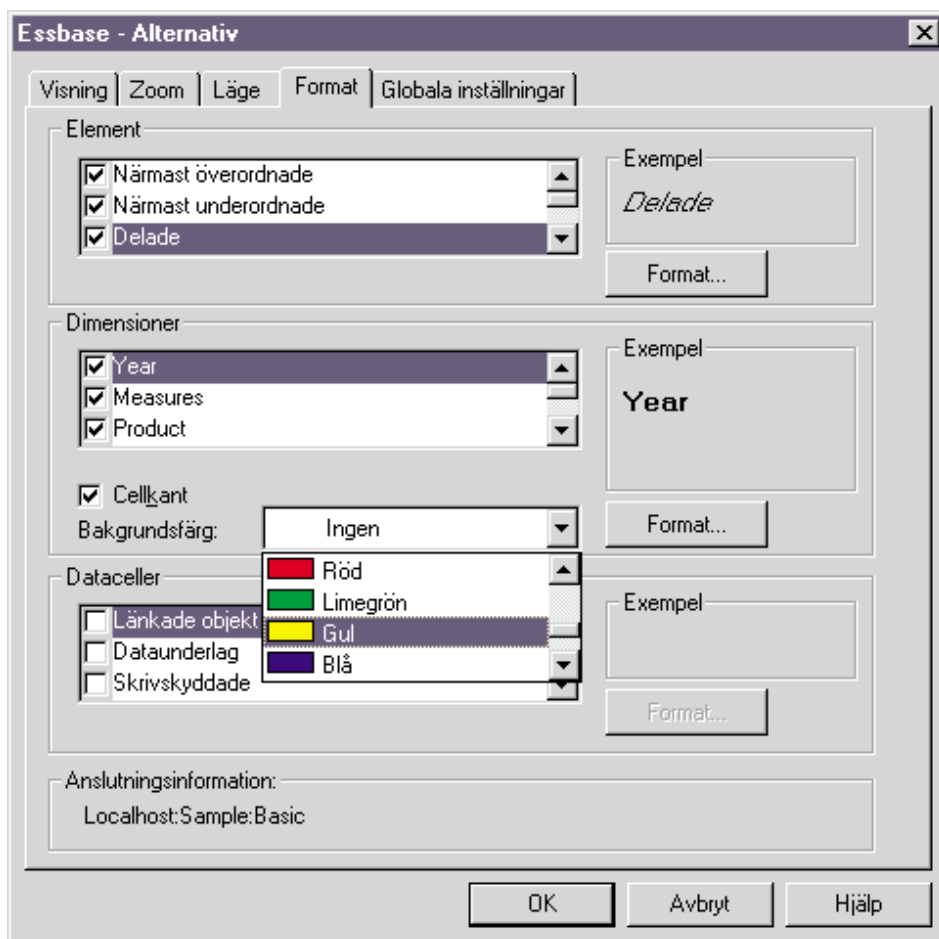 Essbase - Alternativ
Visning Zoom Läge Format Globala inställningar
Element
Närmast överordnade
Närmast underordnade
Delade
Exempel
Delade
Format...
Dimensioner
Year
Measures
Product
Exempel
Year
Cellkant
Bakgrundsfärg: Ingen
Format...
Röd
Limegrön
Gul
Blå
Dataceller
Länkade objekt
Dataunderlag
Skrivskyddade
Exempel
Format...
Anslutningsinformation:
Localhost:Sample:Basic
OK Avbryt Hjälp